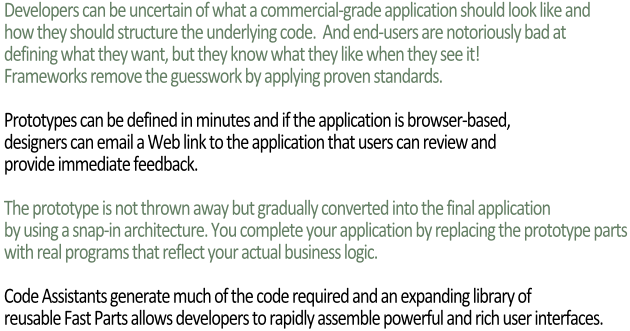 Developers can be uncertain of what a commercial-grade application should look like and
how they should structure the underlying code.  And end-users are notoriously bad at
defining what they want, but they know what they like when they see it!
Frameworks remove the guesswork by applying proven standards.

Prototypes can be defined in minutes and if the application is browser-based,
designers can email a Web link to the application that users can review and
provide immediate feedback.

The prototype is not thrown away but gradually converted into the final application
by using a snap-in architecture. You complete your application by replacing the prototype parts
with real programs that reflect your actual business logic.

Code Assistants generate much of the code required and an expanding library of
reusable Fast Parts allows developers to rapidly assemble powerful and rich user interfaces.